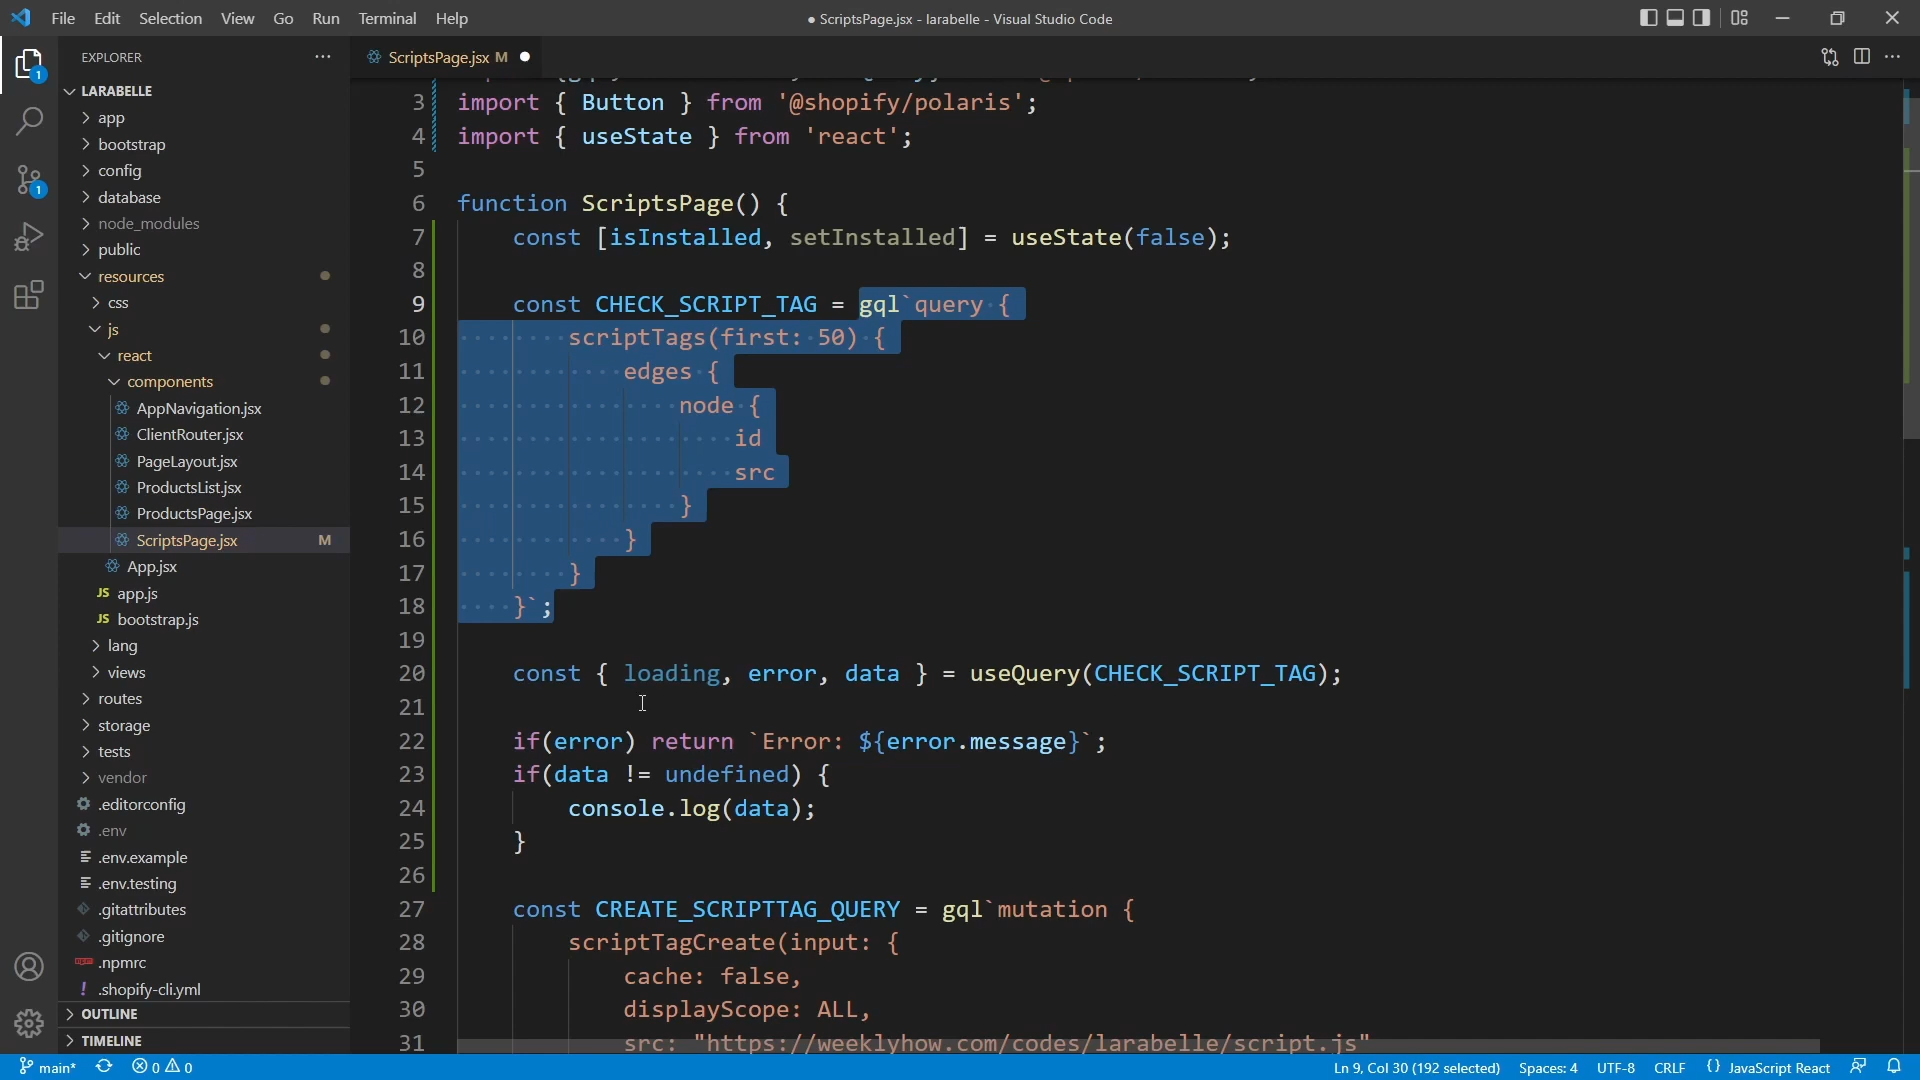 File Edit Selection View Go Run Terminal Help
● ScriptsPage.jsx - larabelle - Visual Studio Code
EXPLORER
ScriptsPage.jsx M
1
LARABELLE
app
bootstrap
config
database
node_modules
public
resources
css
js
react
components
AppNavigation.jsx
ClientRouter.jsx
PageLayout.jsx
ProductsList.jsx
ProductsPage.jsx
ScriptsPage.jsx M
App.jsx
JS app.js
JS bootstrap.js
lang
views
routes
storage
tests
vendor
.editorconfig
.env
.env.example
.env.testing
.gitattributes
.gitignore
.npmrc
! .shopify-cli.yml
OUTLINE
TIMELINE
1
3 import { Button } from '@shopify/polaris';
4 import { useState } from 'react';
5
6 function ScriptsPage() {
7 const [isInstalled, setInstalled] = useState(false);
8
9 const CHECK_SCRIPT_TAG = gql`query {
10 scriptTags(first: 50) {
11 edges {
12 node {
13 id
14 src
15 }
16 }
17 }
18 }`;
19
20 const { loading, error, data } = useQuery(CHECK_SCRIPT_TAG);
21
22 if(error) return `Error: ${error.message}`;
23 if(data != undefined) {
24 console.log(data);
25 }
26
27 const CREATE_SCRIPTTAG_QUERY = gql`mutation {
28 scriptTagCreate(input: {
29 cache: false,
30 displayScope: ALL,
31 src: "https://weeklyhow.com/codes/larabelle/script.js"
main* 0 0 Ln 9, Col 30 (192 selected) Spaces: 4 UTF-8 CRLF {} JavaScript React